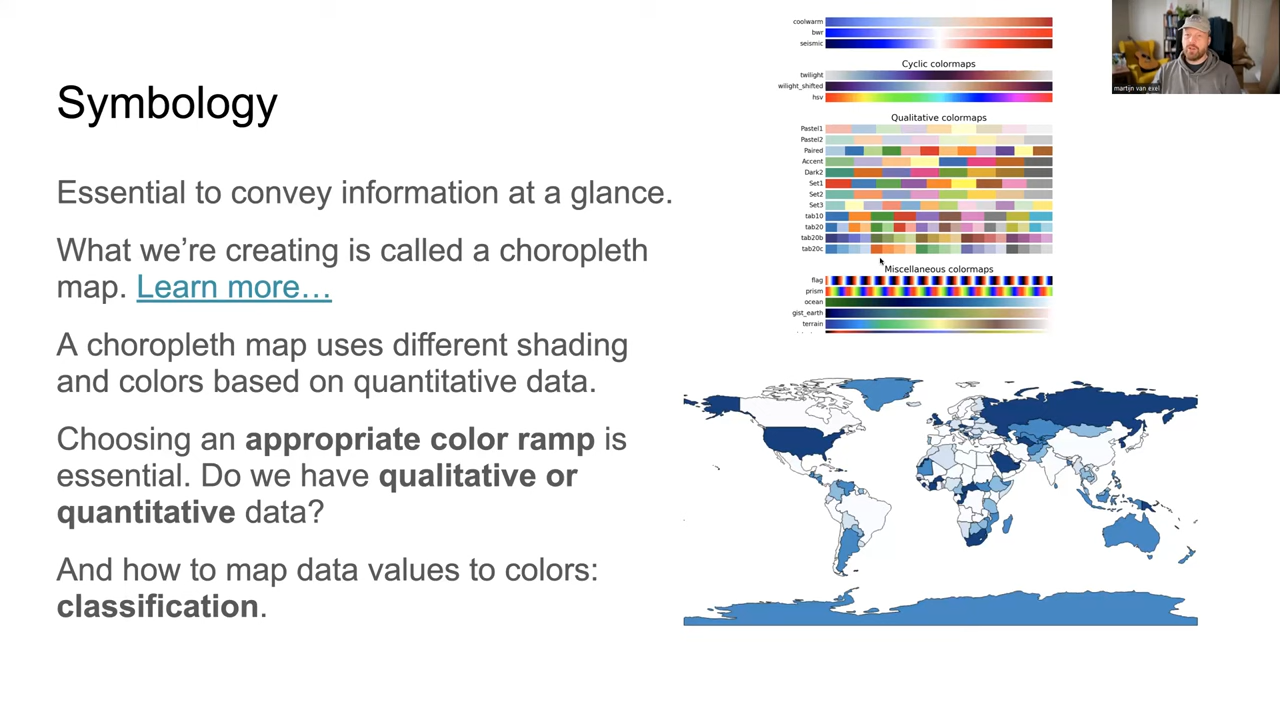 Symbology
Essential to convey information at a glance.
What we’re creating is called a choropleth
map. Learn more…
A choropleth map uses different shading
and colors based on quantitative data.
Choosing an appropriate color ramp is
essential. Do we have qualitative or
quantitative data?
And how to map data values to colors:
classification.
coolwarm
bwr
seismic
Cyclic colormaps
twilight
wilight_shifted
hsv
Qualitative colormaps
Pastel1
Pastel2
Paired
Accent
Dark2
Set1
Set2
Set3
tab10
tab20
tab20b
tab20c
Miscellaneous colormaps
flag
prism
ocean
gist_earth
terrain
martijn van exel